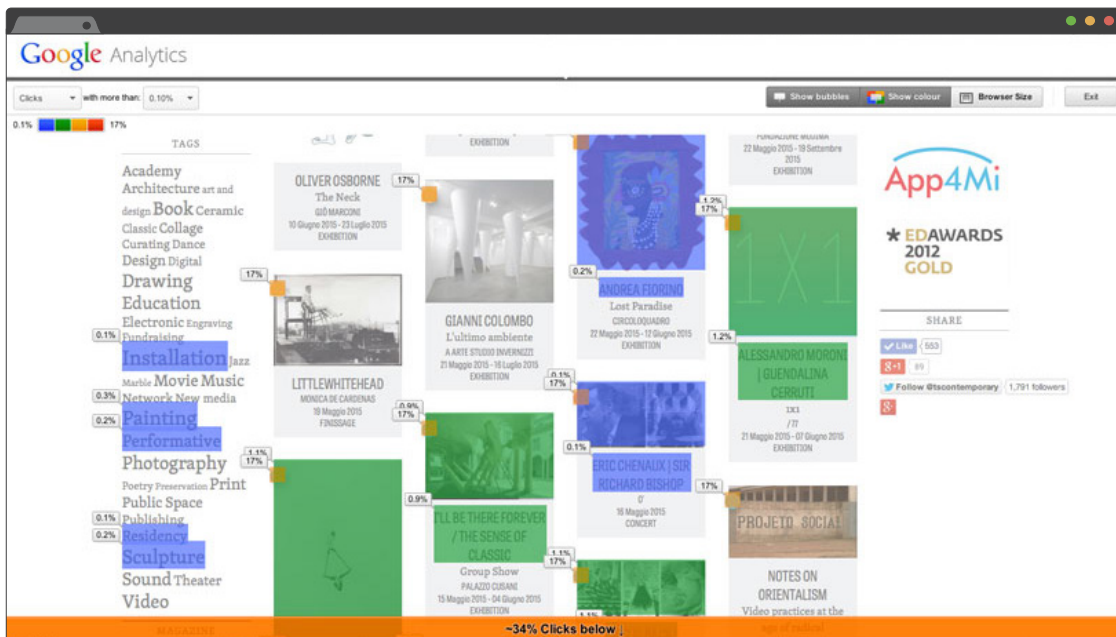 Google Analytics
Clicks
with more than:
0.10%
Show bubbles
Show colour
Browser Size
Exit
0.1%
17%
TAGS
Academy
Architecture art and
design Book Ceramic
Classic Collage
Curating Dance
Design Digital
Drawing
Education
Electronic Engraving
0.1%
Fundraising
Installation Jazz
Marble Movie Music
0.3%
Network New media
0.2%
Painting
Performative
Photography
Poetry Preservation Print
Public Space
0.1%
Publishing
0.2%
Residency
Sculpture
Sound Theater
Video
MAGAZINE
OLIVER OSBORNE
The Neck
GIÒ MARCONI
10 Giugno 2015 - 23 Luglio 2015
EXHIBITION
17%
LITTLEWHITEHEAD
MONICA DE CARDENAS
19 Maggio 2015
FINISSAGE
1.1%
17%
EXHIBITION
17%
GIANNI COLOMBO
L'ultimo ambiente
A ARTE STUDIO INVERNIZZI
21 Maggio 2015 - 16 Luglio 2015
EXHIBITION
0.9%
17%
0.9%
I'LL BE THERE FOREVER
/ THE SENSE OF
CLASSIC
Group Show
PALAZZO CUSANI
15 Maggio 2015 - 04 Giugno 2015
EXHIBITION
0.2%
ANDREA FIORINO
Lost Paradise
CIRCOLOQUADRO
22 Maggio 2015 - 12 Giugno 2015
EXHIBITION
0.1%
17%
0.1%
ERIC CHENAUX | SIR
RICHARD BISHOP
O'
16 Maggio 2015
CONCERT
1.1%
17%
1.1%
FONDAZIONE MUDIMA
22 Maggio 2015 - 19 Settembre
2015
EXHIBITION
1.2%
17%
1X1
1.2%
ALESSANDRO MORONI
| GUENDALINA
CERRUTI
1X1
/77
21 Maggio 2015 - 07 Giugno 2015
EXHIBITION
17%
PROJETO SOCIAL
NOTES ON
ORIENTALISM
Video practices at the
age of radical
App4Mi
EDAWARDS
2012
GOLD
SHARE
Like
553
g+1
89
Follow @tscontemporary
1,791 followers
g+
~34% Clicks below ↓